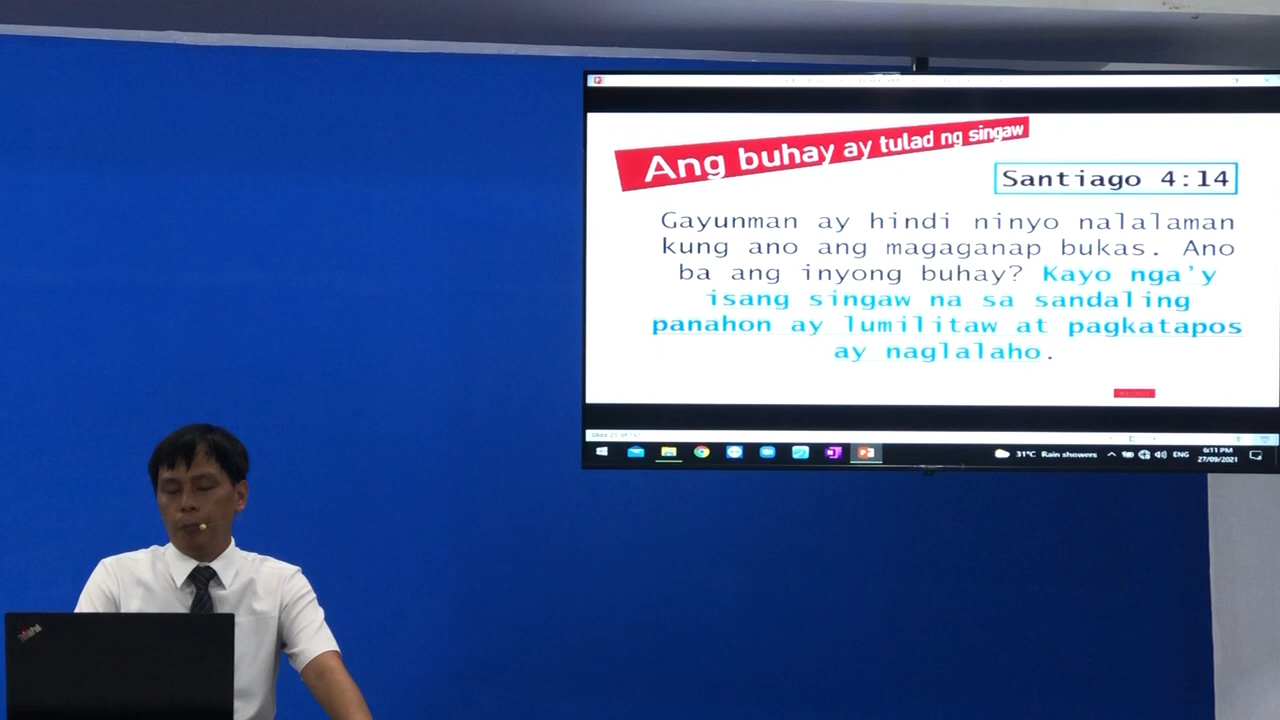 Ang buhay ay tulad ng singaw
Santiago 4:14
Gayunman ay hindi ninyo nalalaman
kung ano ang magaganap bukas. Ano
ba ang inyong buhay? Kayo nga'y
isang singaw na sa sandaling
panahon ay lumilitaw at pagkatapos
ay naglalaho.
31°C Rain showers
ENG
6:11 PM
27/09/2021